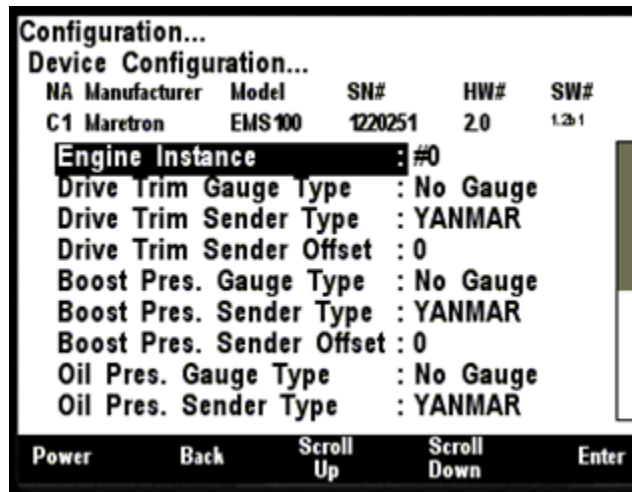 Configuration...
Device Configuration...
NA Manufacturer Model SN# HW# SW#
C1 Maretron EMS100 1220251 2.0 1.2b1
Engine Instance : #0
Drive Trim Gauge Type : No Gauge
Drive Trim Sender Type : YANMAR
Drive Trim Sender Offset : 0
Boost Pres. Gauge Type : No Gauge
Boost Pres. Sender Type : YANMAR
Boost Pres. Sender Offset : 0
Oil Pres. Gauge Type : No Gauge
Oil Pres. Sender Type : YANMAR
Power Back Scroll Up Scroll Down Enter